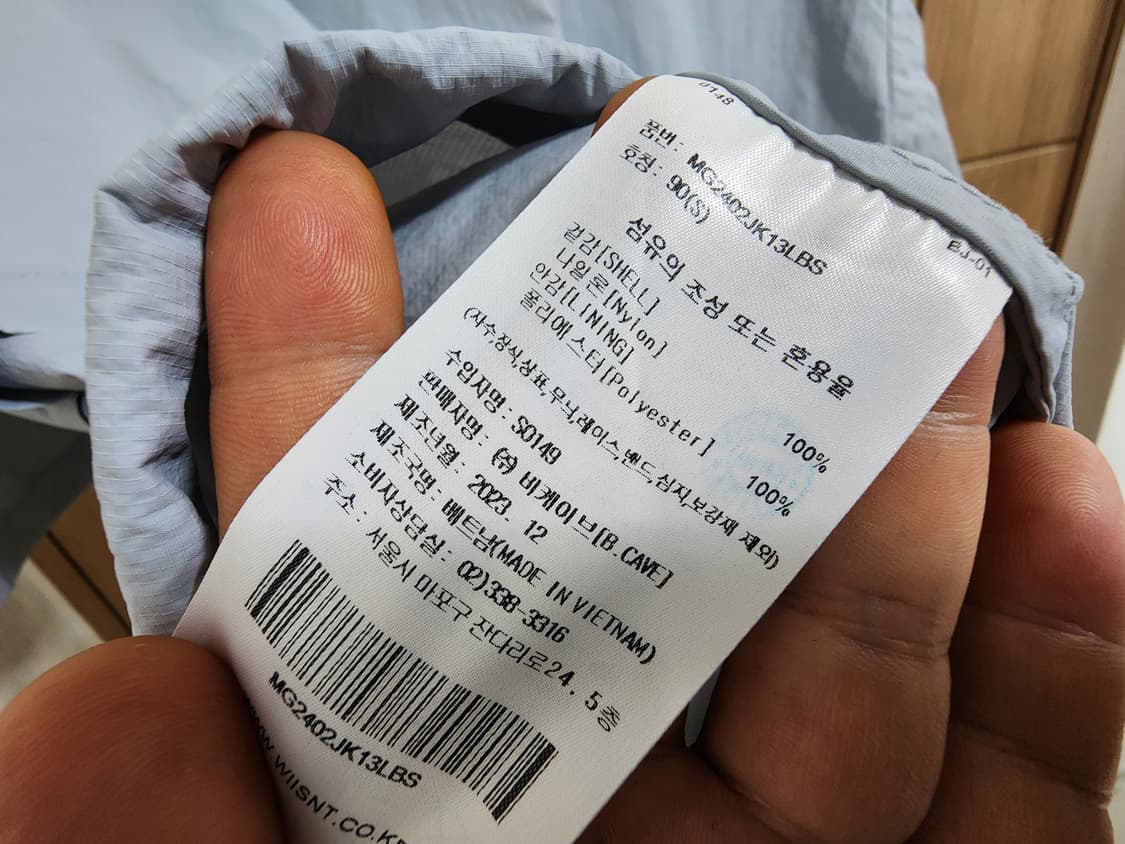 0148
BJ-01
품번: MG2402JK13LBS
호칭: 90(S)
섬유의 조성 또는 혼용율
겉감[SHELL]
나일론[Nylon] 100%
안감[LINING]
폴리에스터[Polyester] 100%
(자수,장식,상표,무늬,레이스,밴드,심지,보강재 제외)
수입자명: S0149
판매자명: ㈜ 비케이브[B.CAVE]
제조년월: 2023. 12
제조국명: 베트남(MADE IN VIETNAM)
소비자상담실: 02)338-3316
주소: 서울시 마포구 잔다리로24, 5층
MG2402JK13LBS
WWW.WIISNT.CO.KR